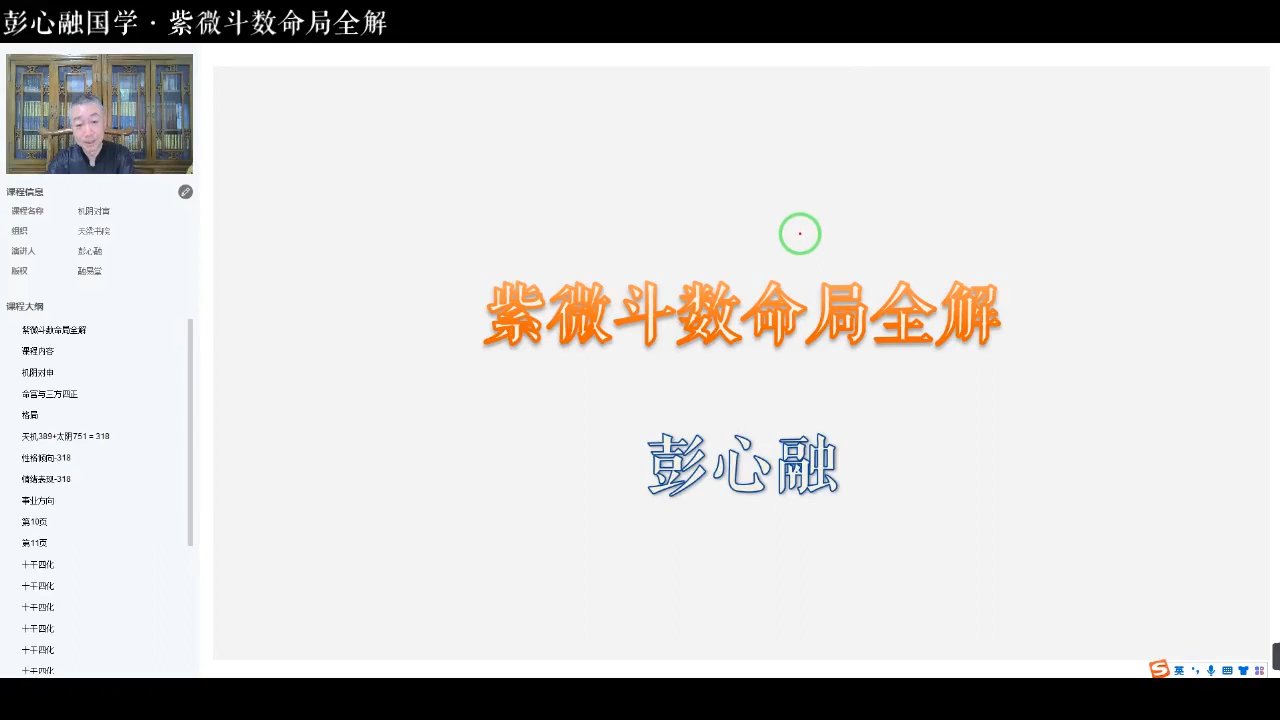 彭心融国学·紫微斗数命局全解
课程信息
课程名称 机阴对宙
组织 天梁书院
演讲人 彭心融
版权 融易堂
课程大纲
紫微斗数命局全解
课程内容
机阴对申
命宫与三方四正
格局
天机389+太阴751=318
性格倾向-318
情绪表现-318
事业方向
第10页
第11页
十干四化
十干四化
十干四化
十干四化
十干四化
十干四化
紫微斗数命局全解
彭心融
英